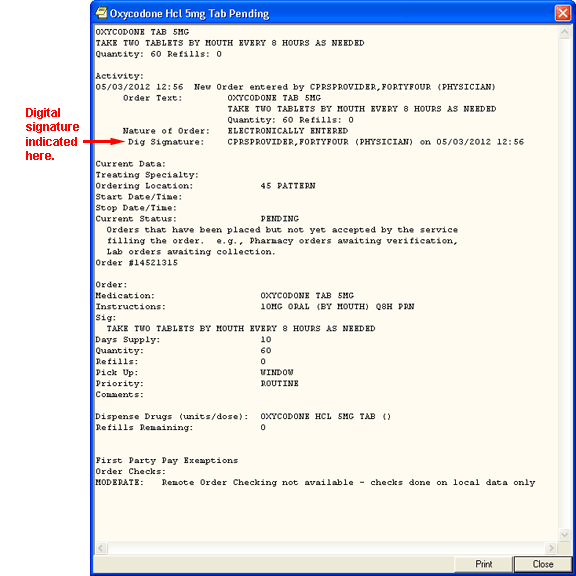 Oxycodone Hcl 5mg Tab Pending
OXYCODONE TAB 5MG
TAKE TWO TABLETS BY MOUTH EVERY 8 HOURS AS NEEDED
Quantity: 60 Refills: 0
Activity:
05/03/2012 12:56  New Order entered by CPRSPROVIDER,FORTYFOUR (PHYSICIAN)
Order Text: OXYCODONE TAB 5MG
TAKE TWO TABLETS BY MOUTH EVERY 8 HOURS AS NEEDED
Quantity: 60 Refills: 0
Nature of Order: ELECTRONICALLY ENTERED
Dig Signature: CPRSPROVIDER,FORTYFOUR (PHYSICIAN) on 05/03/2012 12:56
Digital
signature
indicated
here.
Current Data:
Treating Specialty:
Ordering Location: 45 PATTERN
Start Date/Time:
Stop Date/Time:
Current Status: PENDING
Orders that have been placed but not yet accepted by the service
filling the order.  e.g., Pharmacy orders awaiting verification,
Lab orders awaiting collection.
Order #14521315
Order:
Medication: OXYCODONE TAB 5MG
Instructions: 10MG ORAL (BY MOUTH) Q8H PRN
Sig:
TAKE TWO TABLETS BY MOUTH EVERY 8 HOURS AS NEEDED
Days Supply: 10
Quantity: 60
Refills: 0
Pick Up: WINDOW
Priority: ROUTINE
Comments:
Dispense Drugs (units/dose): OXYCODONE HCL 5MG TAB ()
Refills Remaining: 0
First Party Pay Exemptions
Order Checks:
MODERATE: Remote Order Checking not available - checks done on local data only
Print Close